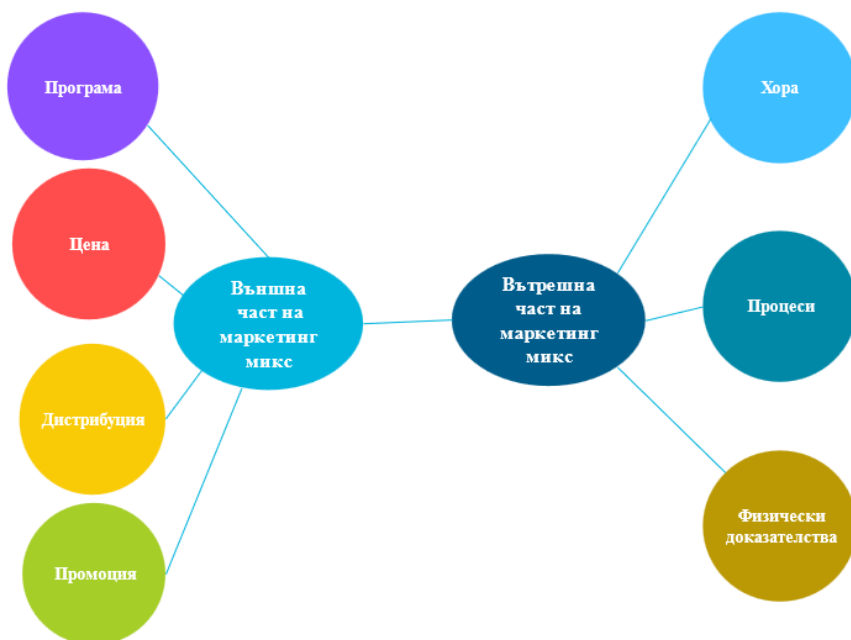 Програма
Цена
Дистрибуция
Промоция
Външна
част на
маркетинг
микс
Вътрешна
част на
маркетинг
микс
Хора
Процеси
Физически
доказателства